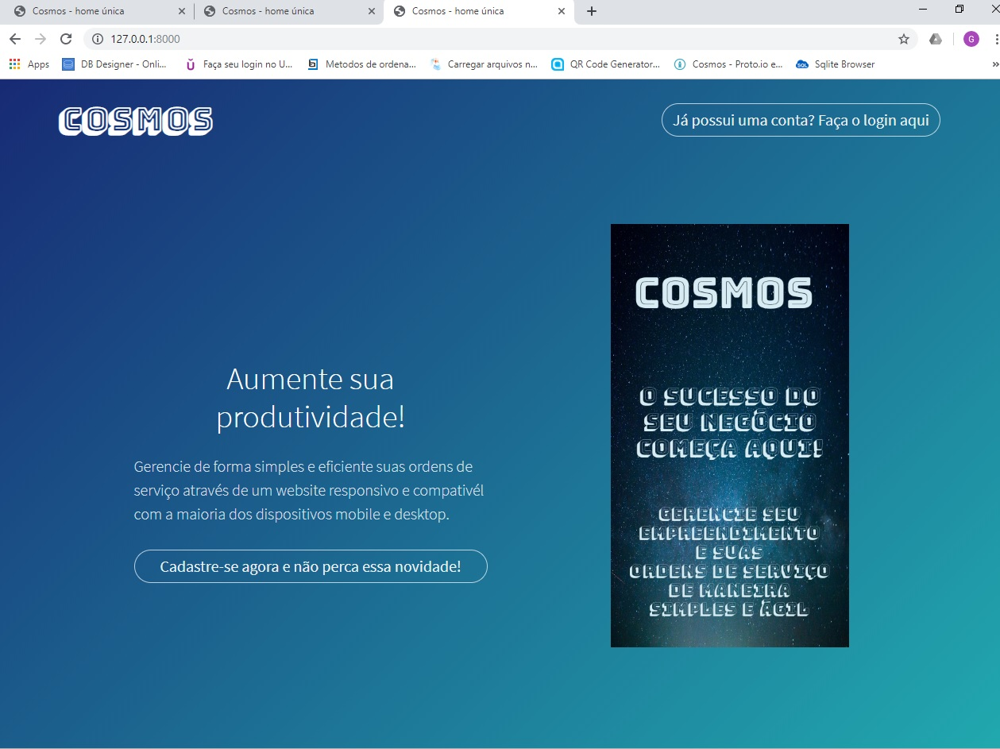 Cosmos - home única
Cosmos - home única
Cosmos - home única
127.0.0.1:8000
G
Apps
DB Designer - Onli...
Faça seu login no U...
Metodos de ordena...
Carregar arquivos n...
QR Code Generator...
Cosmos - Proto.io e...
SQL
Sqlite Browser
COSMOS
Já possui uma conta? Faça o login aqui
Aumente sua
produtividade!
Gerencie de forma simples e eficiente suas ordens de
serviço através de um website responsivo e compativél
com a maioria dos dispositivos mobile e desktop.
Cadastre-se agora e não perca essa novidade!
COSMOS
O SUCESSO DO
SEU NEGÓCIO
COMEÇA AQUI!
GERENCIE SEU
EMPREENDIMENTO
E SUAS
ORDENS DE SERVIÇO
DE MANEIRA
SIMPLES E ÁGIL